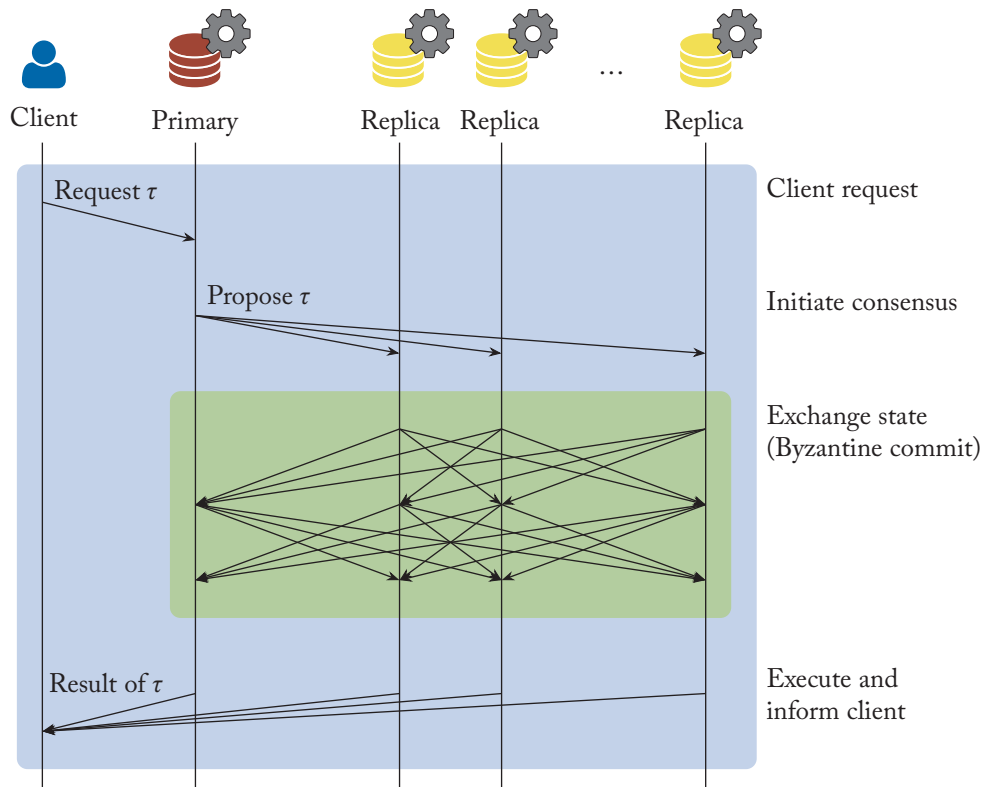 ...
Client
Primary
Replica
Replica
Replica
Request τ
Client request
Propose τ
Initiate consensus
Exchange state
(Byzantine commit)
Result of τ
Execute and
inform client